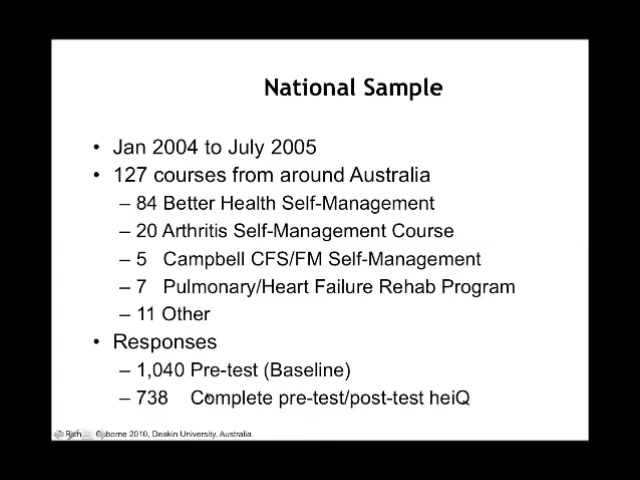 National Sample
• Jan 2004 to July 2005
• 127 courses from around Australia
– 84 Better Health Self-Management
– 20 Arthritis Self-Management Course
– 5 Campbell CFS/FM Self-Management
– 7 Pulmonary/Heart Failure Rehab Program
– 11 Other
• Responses
– 1,040 Pre-test (Baseline)
– 738 Complete pre-test/post-test heiQ
Osborne 2010, Deakin University, Australia.